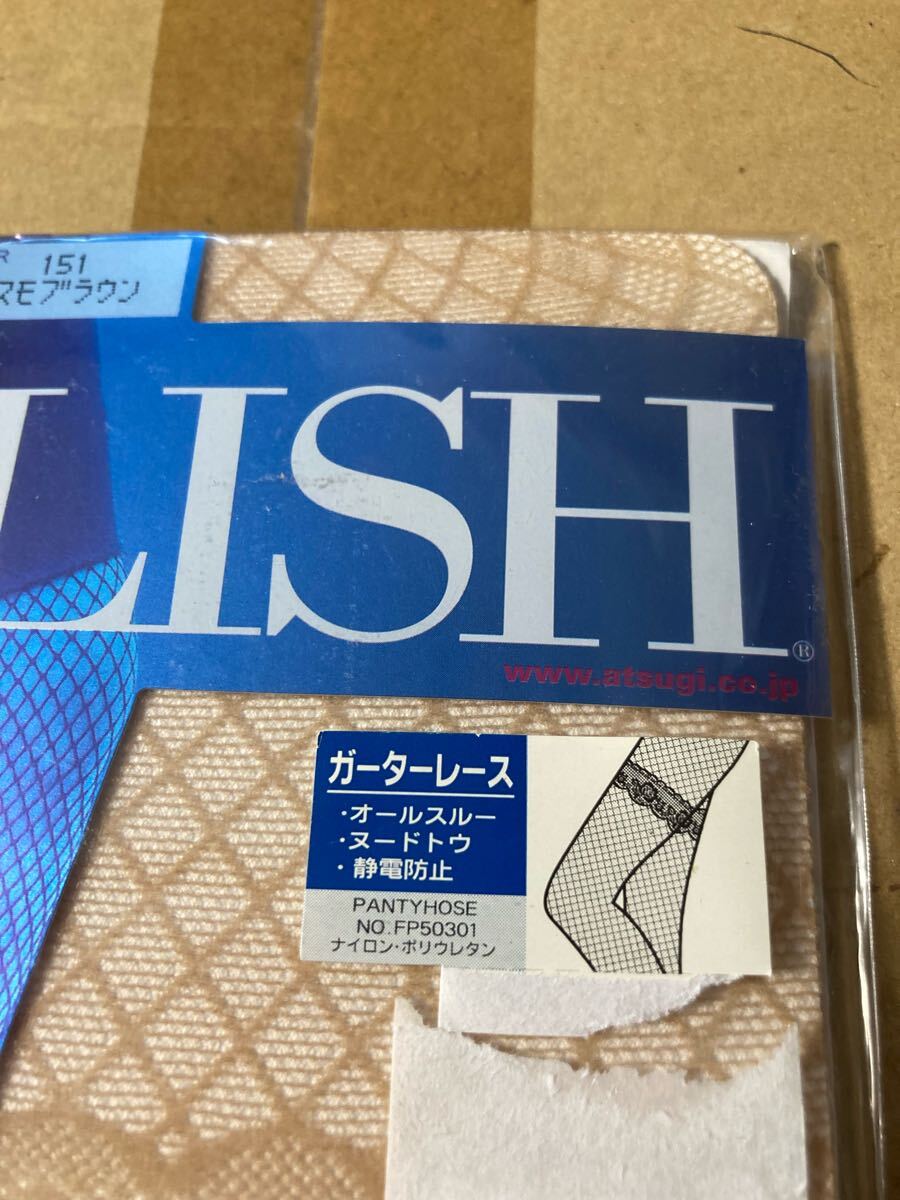 R 151
スモブラウン
LISH®
www.atsugi.co.jp
ガーターレース
・オールスルー
・ヌードトウ
・静電防止
PANTYHOSE
NO.FP50301
ナイロン・ポリウレタン